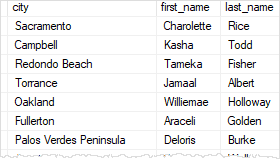 city first_name last_name
Sacramento Charolette Rice
Campbell Kasha Todd
Redondo Beach Tameka Fisher
Torrance Jamaal Albert
Oakland Williemae Holloway
Fullerton Araceli Golden
Palos Verdes Peninsula Deloris Burke